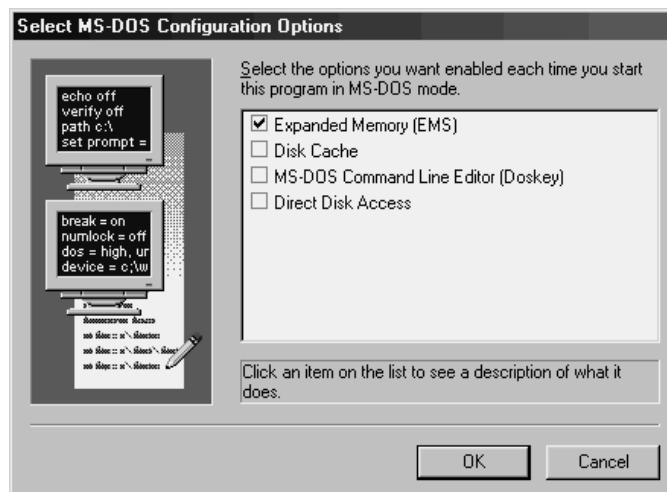 Select MS-DOS Configuration Options
echo off
verify off
path c:\
set prompt =
break = on
numlock = off
dos = high, ur
device = c;\w
Select the options you want enabled each time you start
this program in MS-DOS mode.
Expanded Memory (EMS)
Disk Cache
MS-DOS Command Line Editor (Doskey)
Direct Disk Access
Click an item on the list to see a description of what it
does.
OK
Cancel